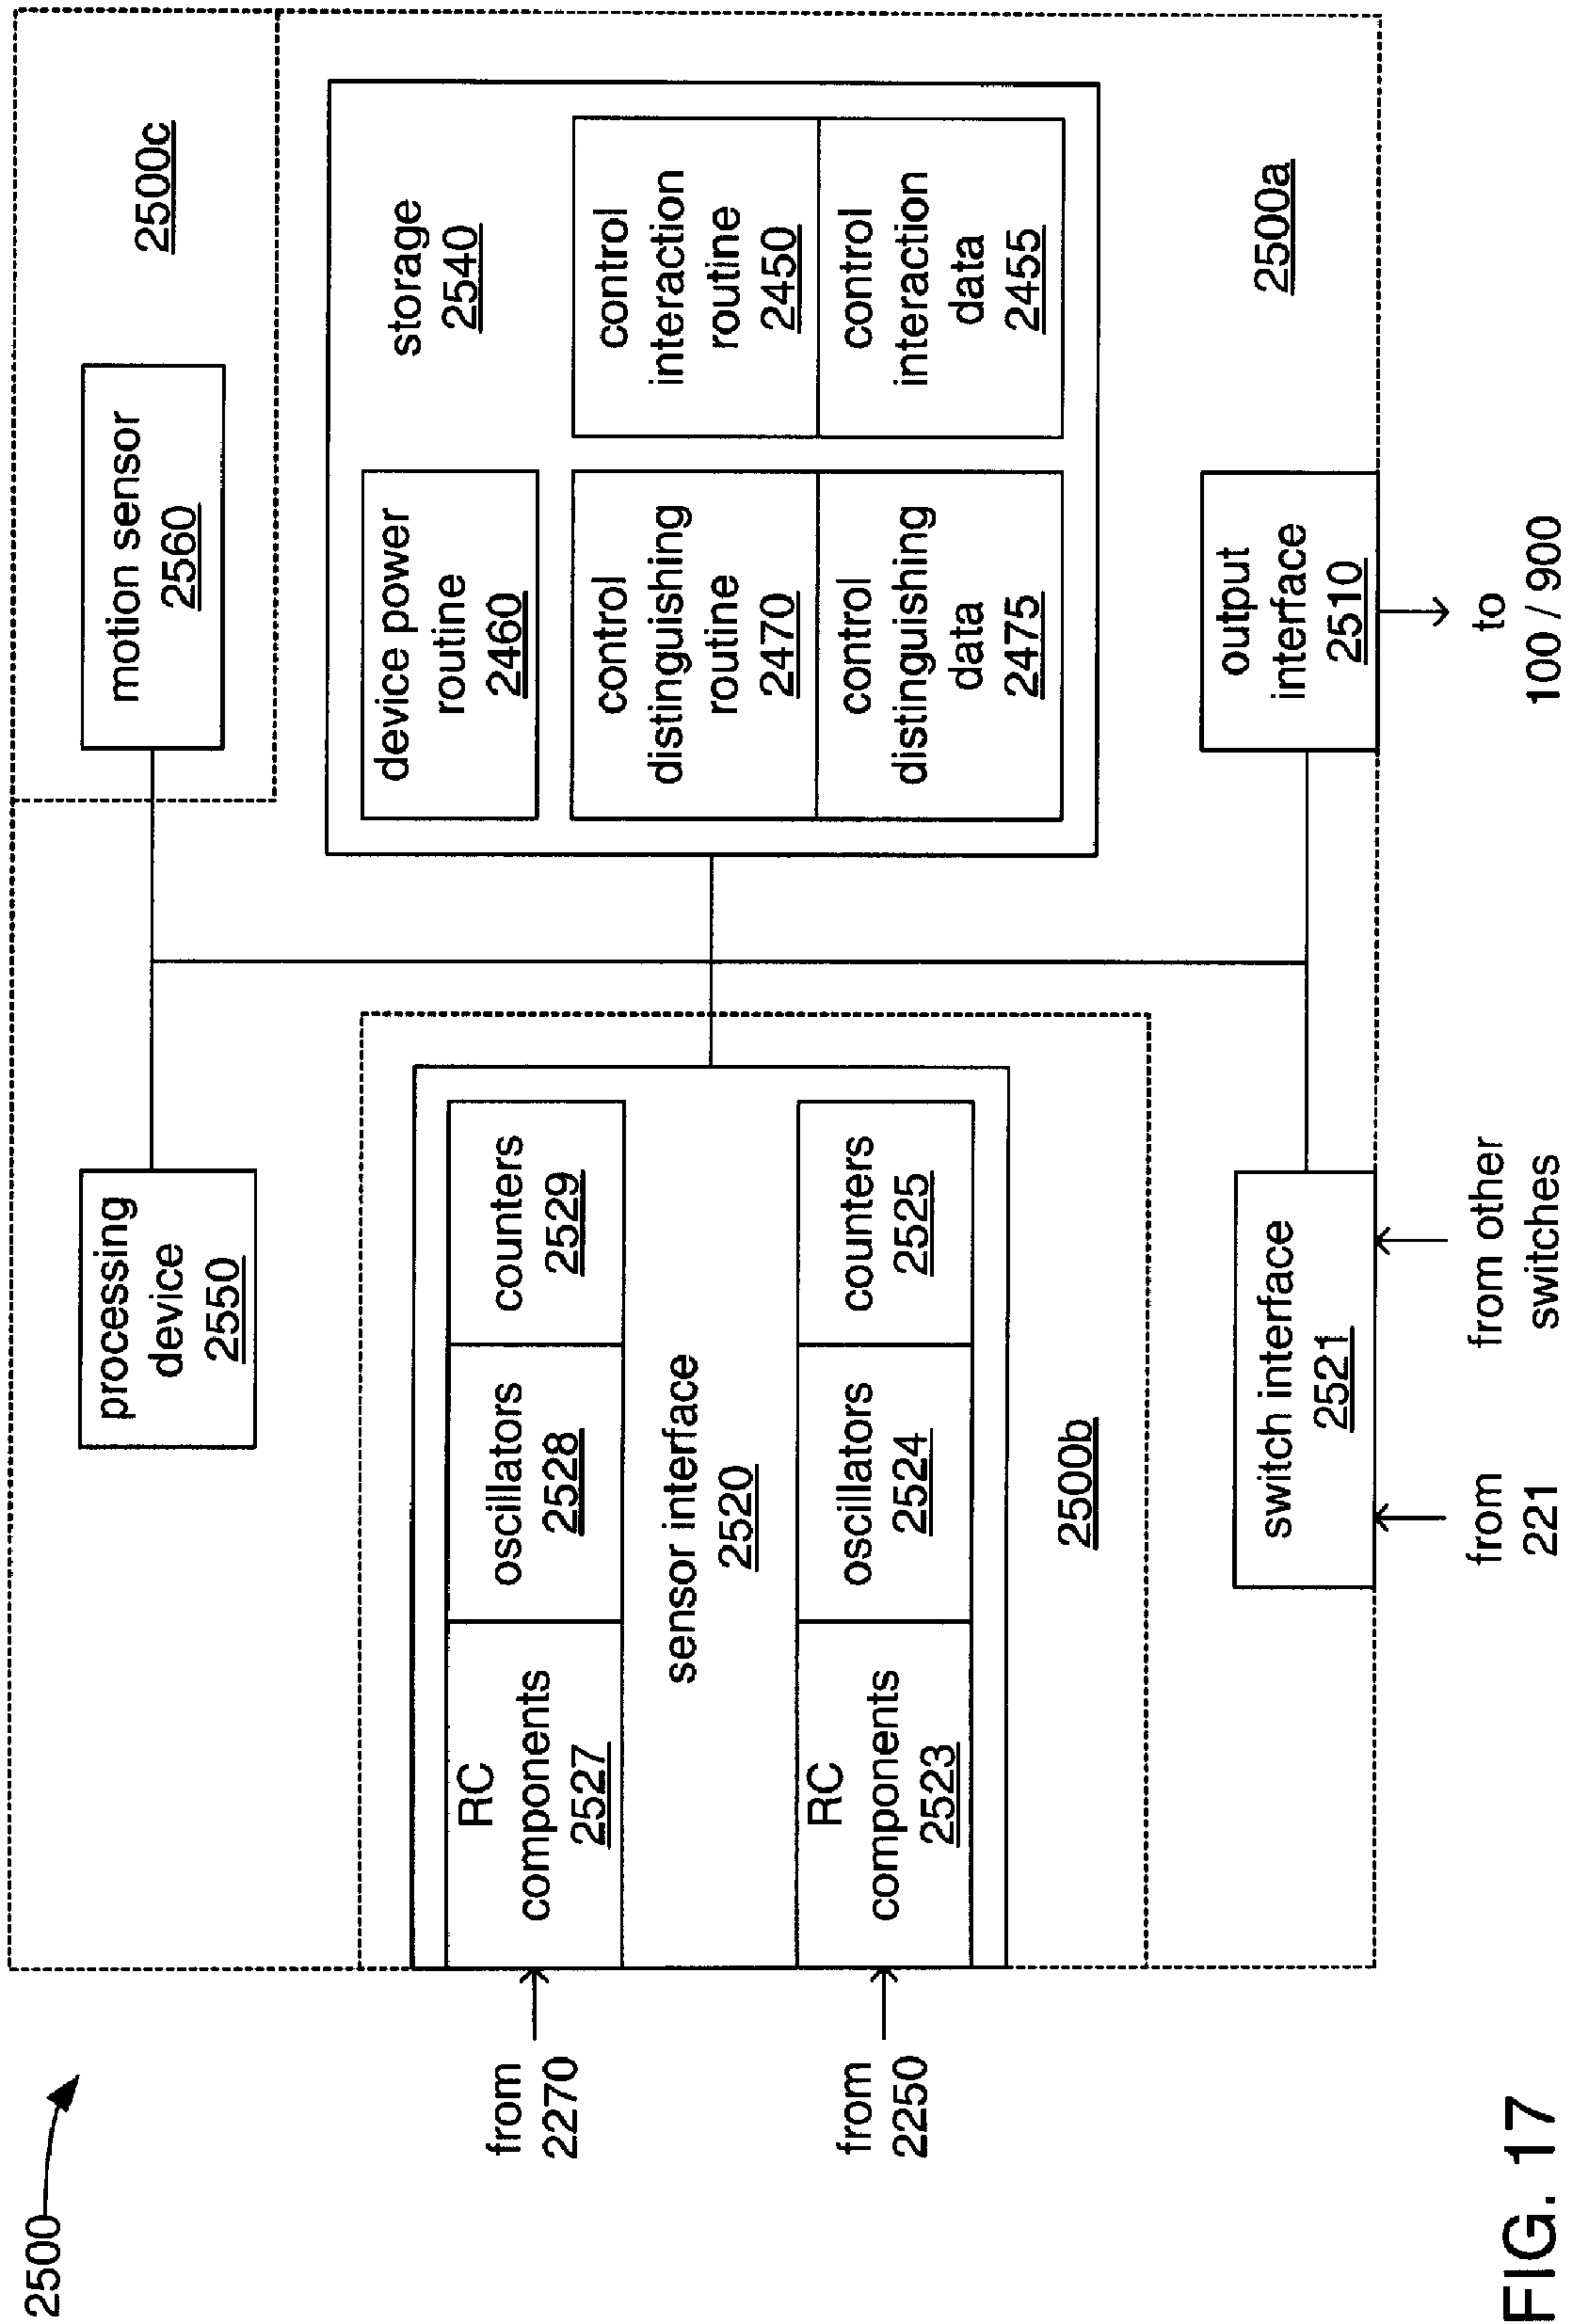 2500
processing
device
2550
motion sensor
2560
2500c
from
2270
RC
components
2527
oscillators
2528
counters
2529
sensor interface
2520
from
2250
RC
components
2523
oscillators
2524
counters
2525
2500b
storage
2540
device power
routine
2460
control
distinguishing
routine
2470
control
interaction
routine
2450
control
distinguishing
data
2475
control
interaction
data
2455
2500a
switch interface
2521
output
interface
2510
from
221
from other
switches
to
100 / 900
FIG. 17